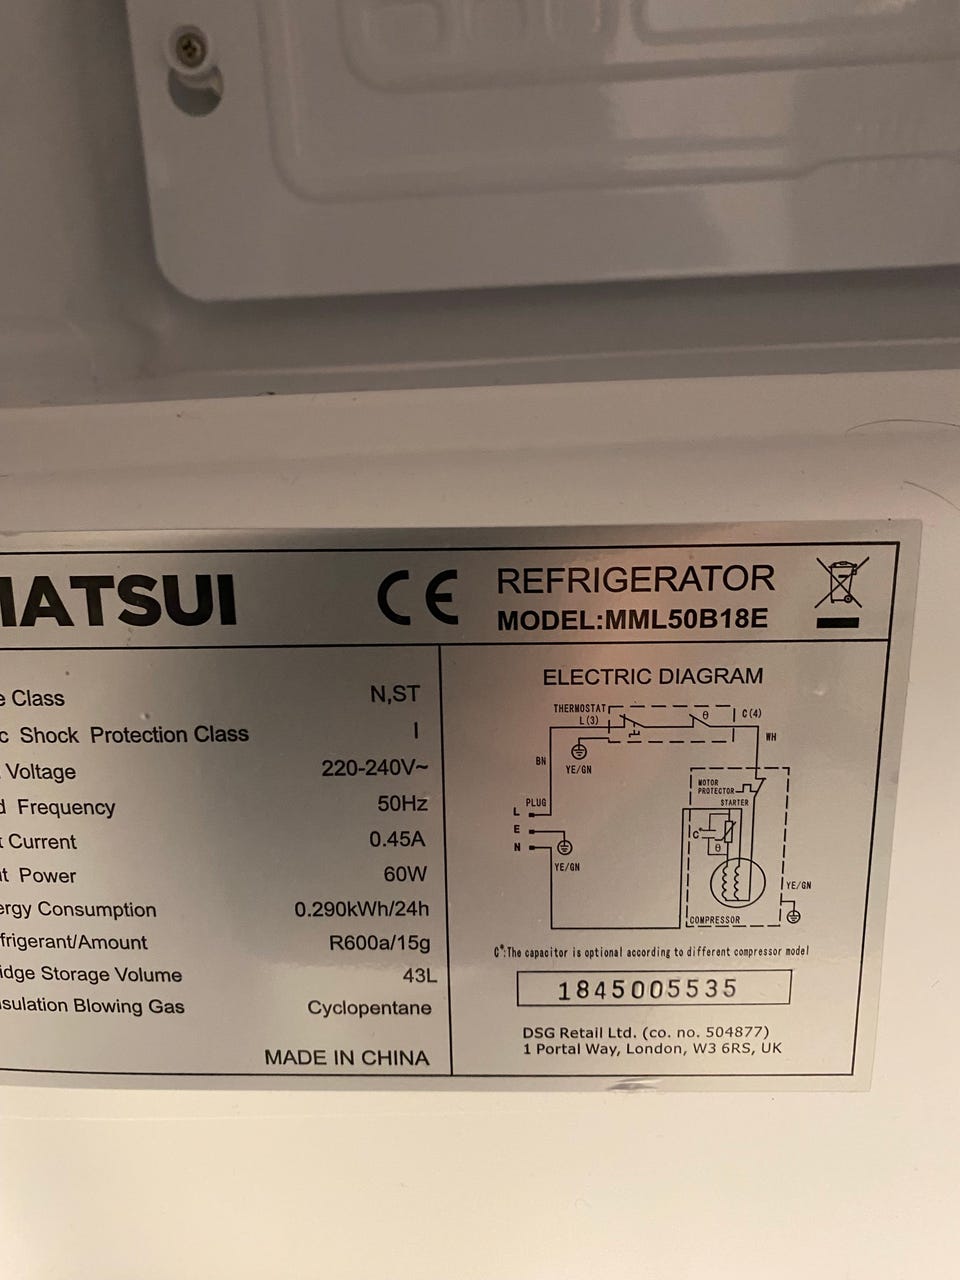 IATSUI
CE
REFRIGERATOR
MODEL:MML50B18E
e Class N,ST
c Shock Protection Class I
Voltage 220-240V~
d Frequency 50Hz
t Current 0.45A
t Power 60W
ergy Consumption 0.290kWh/24h
frigerant/Amount R600a/15g
idge Storage Volume 43L
sulation Blowing Gas Cyclopentane
MADE IN CHINA
ELECTRIC DIAGRAM
THERMOSTAT
L(3)
θ
C(4)
WH
BN
YE/GN
MOTOR
PROTECTOR
STARTER
PLUG
L
E
N
YE/GN
C*
θ
YE/GN
COMPRESSOR
C*:The capacitor is optional according to different compressor model
1845005535
DSG Retail Ltd. (co. no. 504877)
1 Portal Way, London, W3 6RS, UK